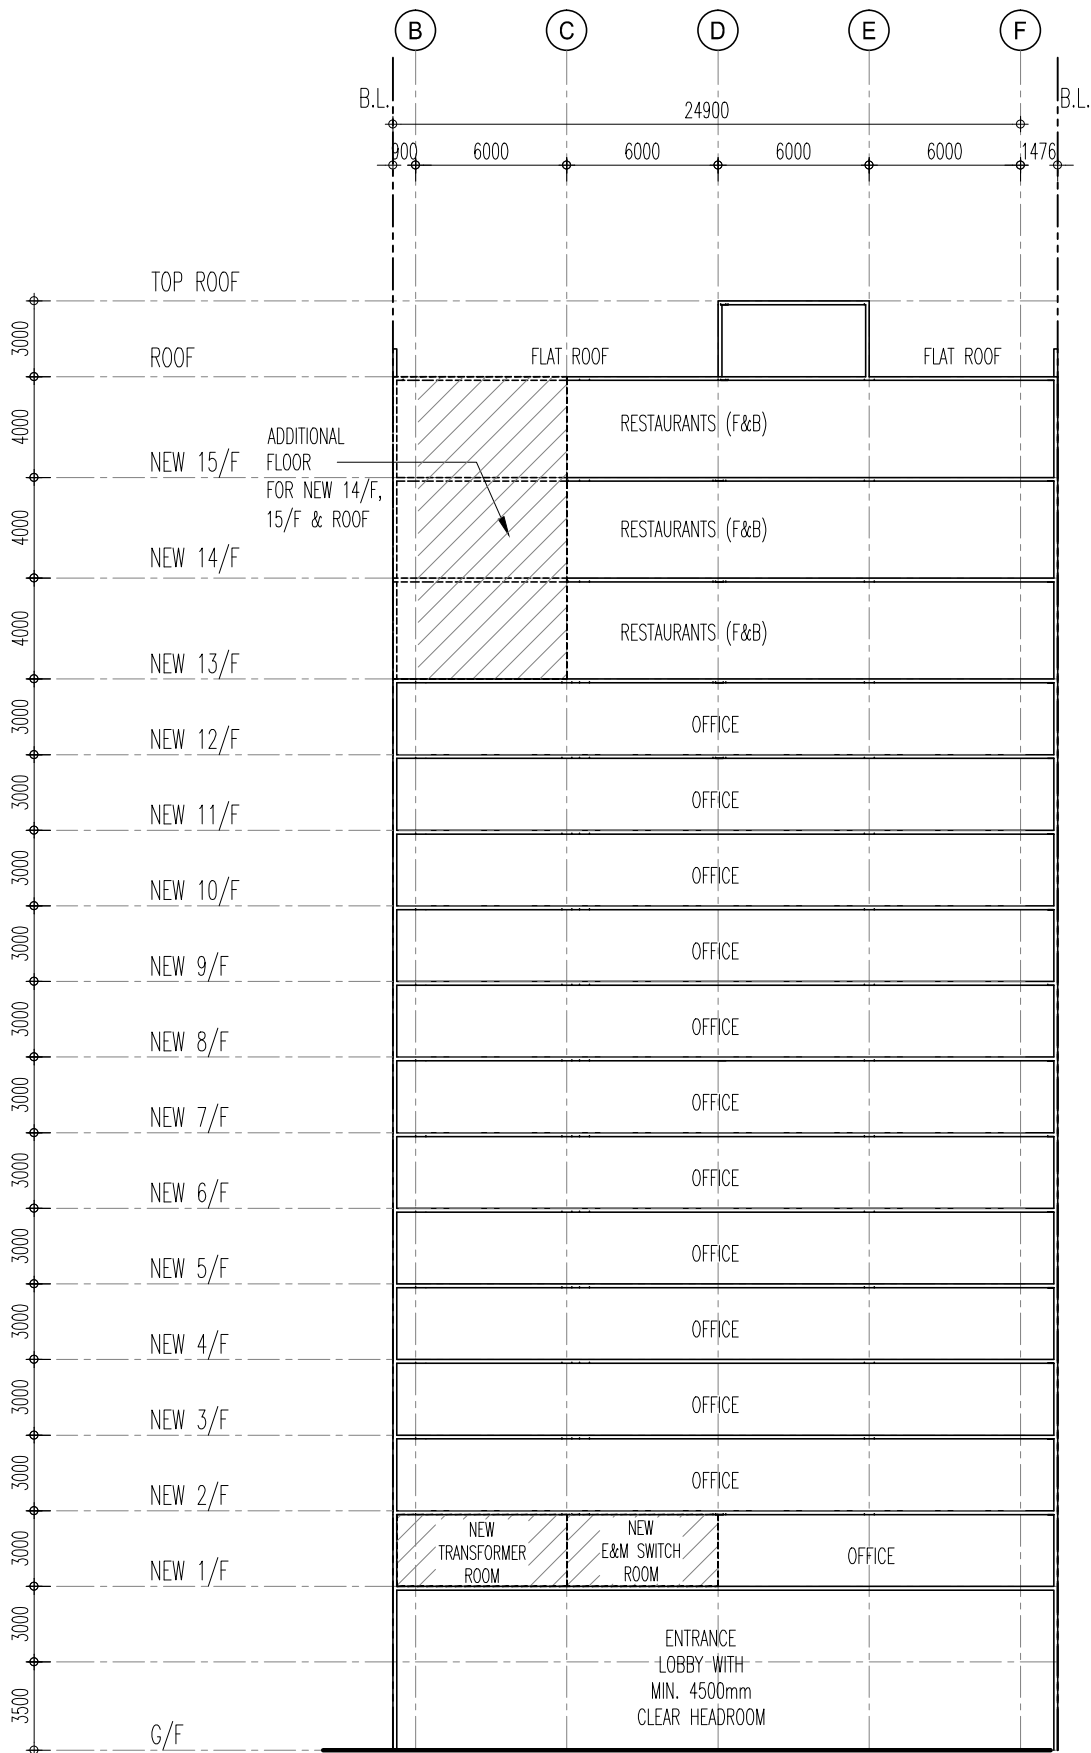 B C D E F
B.L. B.L.
24900
900 6000 6000 6000 6000 1476
TOP ROOF
3000
ROOF FLAT ROOF FLAT ROOF
4000
RESTAURANTS (F&B)
NEW 15/F
ADDITIONAL
FLOOR
FOR NEW 14/F,
15/F & ROOF
4000
RESTAURANTS (F&B)
NEW 14/F
4000
RESTAURANTS (F&B)
NEW 13/F
3000
OFFICE
NEW 12/F
3000
OFFICE
NEW 11/F
3000
OFFICE
NEW 10/F
3000
OFFICE
NEW 9/F
3000
OFFICE
NEW 8/F
3000
OFFICE
NEW 7/F
3000
OFFICE
NEW 6/F
3000
OFFICE
NEW 5/F
3000
OFFICE
NEW 4/F
3000
OFFICE
NEW 3/F
3000
OFFICE
NEW 2/F
3000
NEW
TRANSFORMER
ROOM
NEW
E&M SWITCH
ROOM
OFFICE
NEW 1/F
3000
ENTRANCE
LOBBY WITH
MIN. 4500mm
CLEAR HEADROOM
3500
G/F